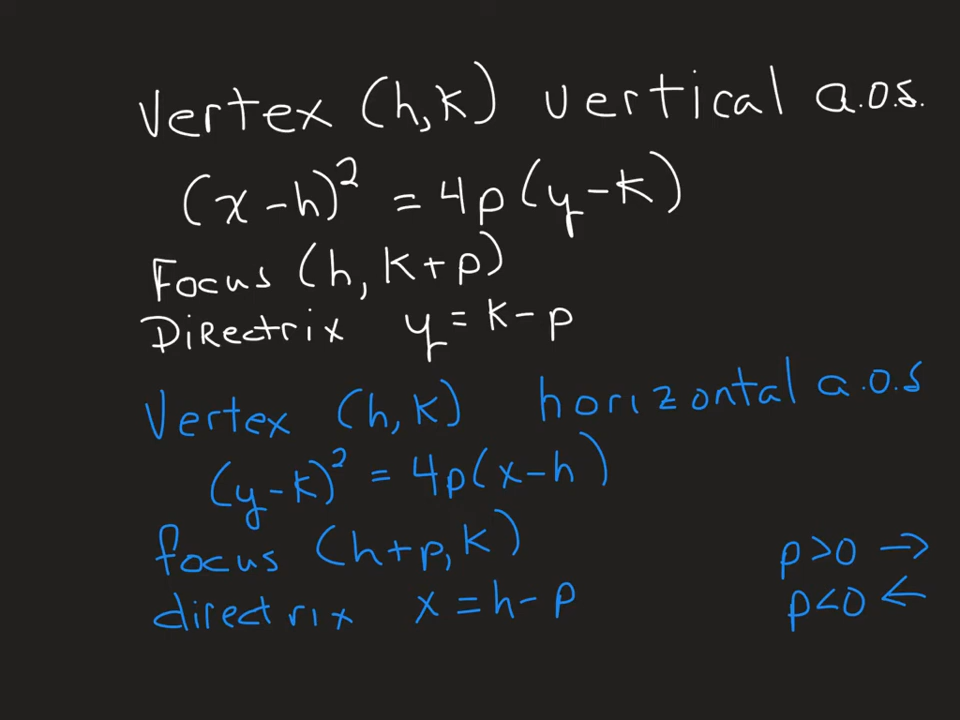 Vertex (h,k) vertical a.o.s.
(x-h)² = 4p(y-k)
Focus (h, k+p)
Directrix y = k-p
Vertex (h,k) horizontal a.o.s
(y-k)² = 4p(x-h)
focus (h+p, k)
p>0 →
directrix x = h-p
p<0 ←